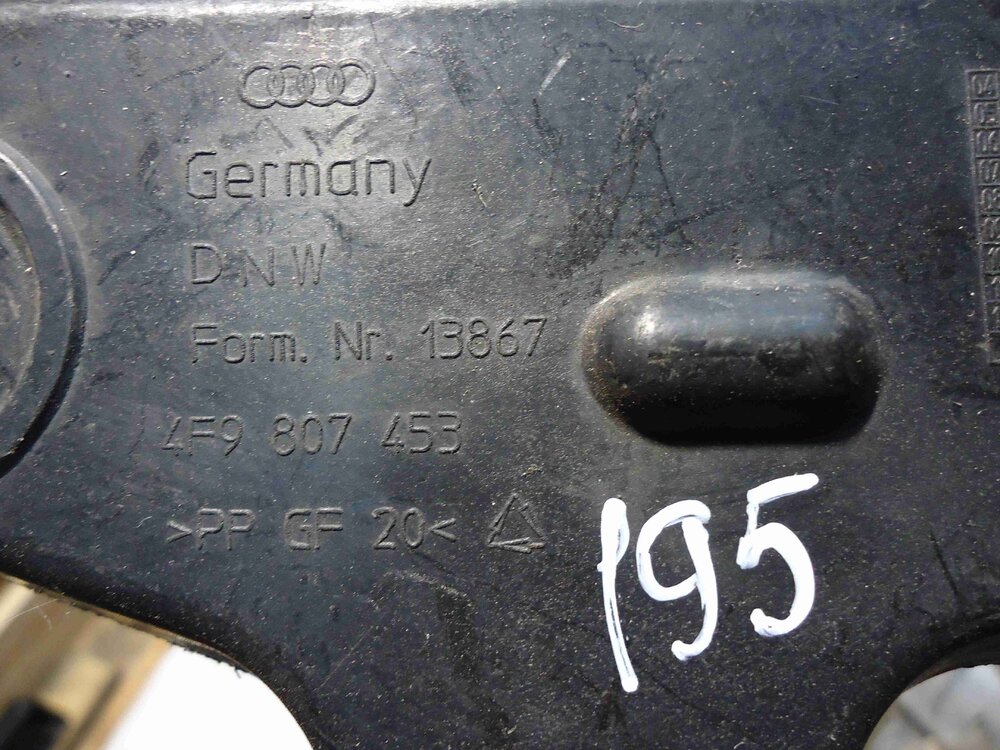 Germany
DNW
Form. Nr. 13867
4F9 807 453
>PP GF 20<
195